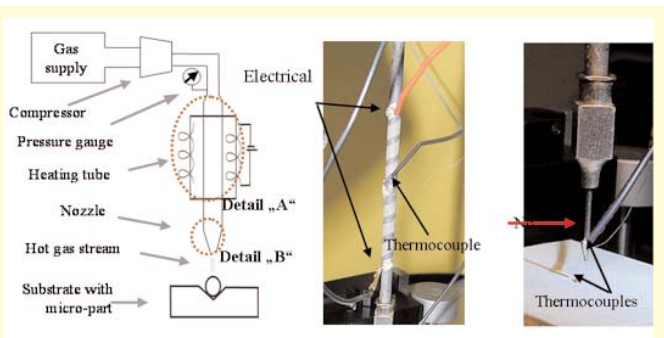 Gas
supply
Compressor
Pressure gauge
Heating tube
Nozzle
Hot gas stream
Substrate with
micro-part
Detail „A“
Detail „B“
Electrical
Thermocouple
Thermocouples